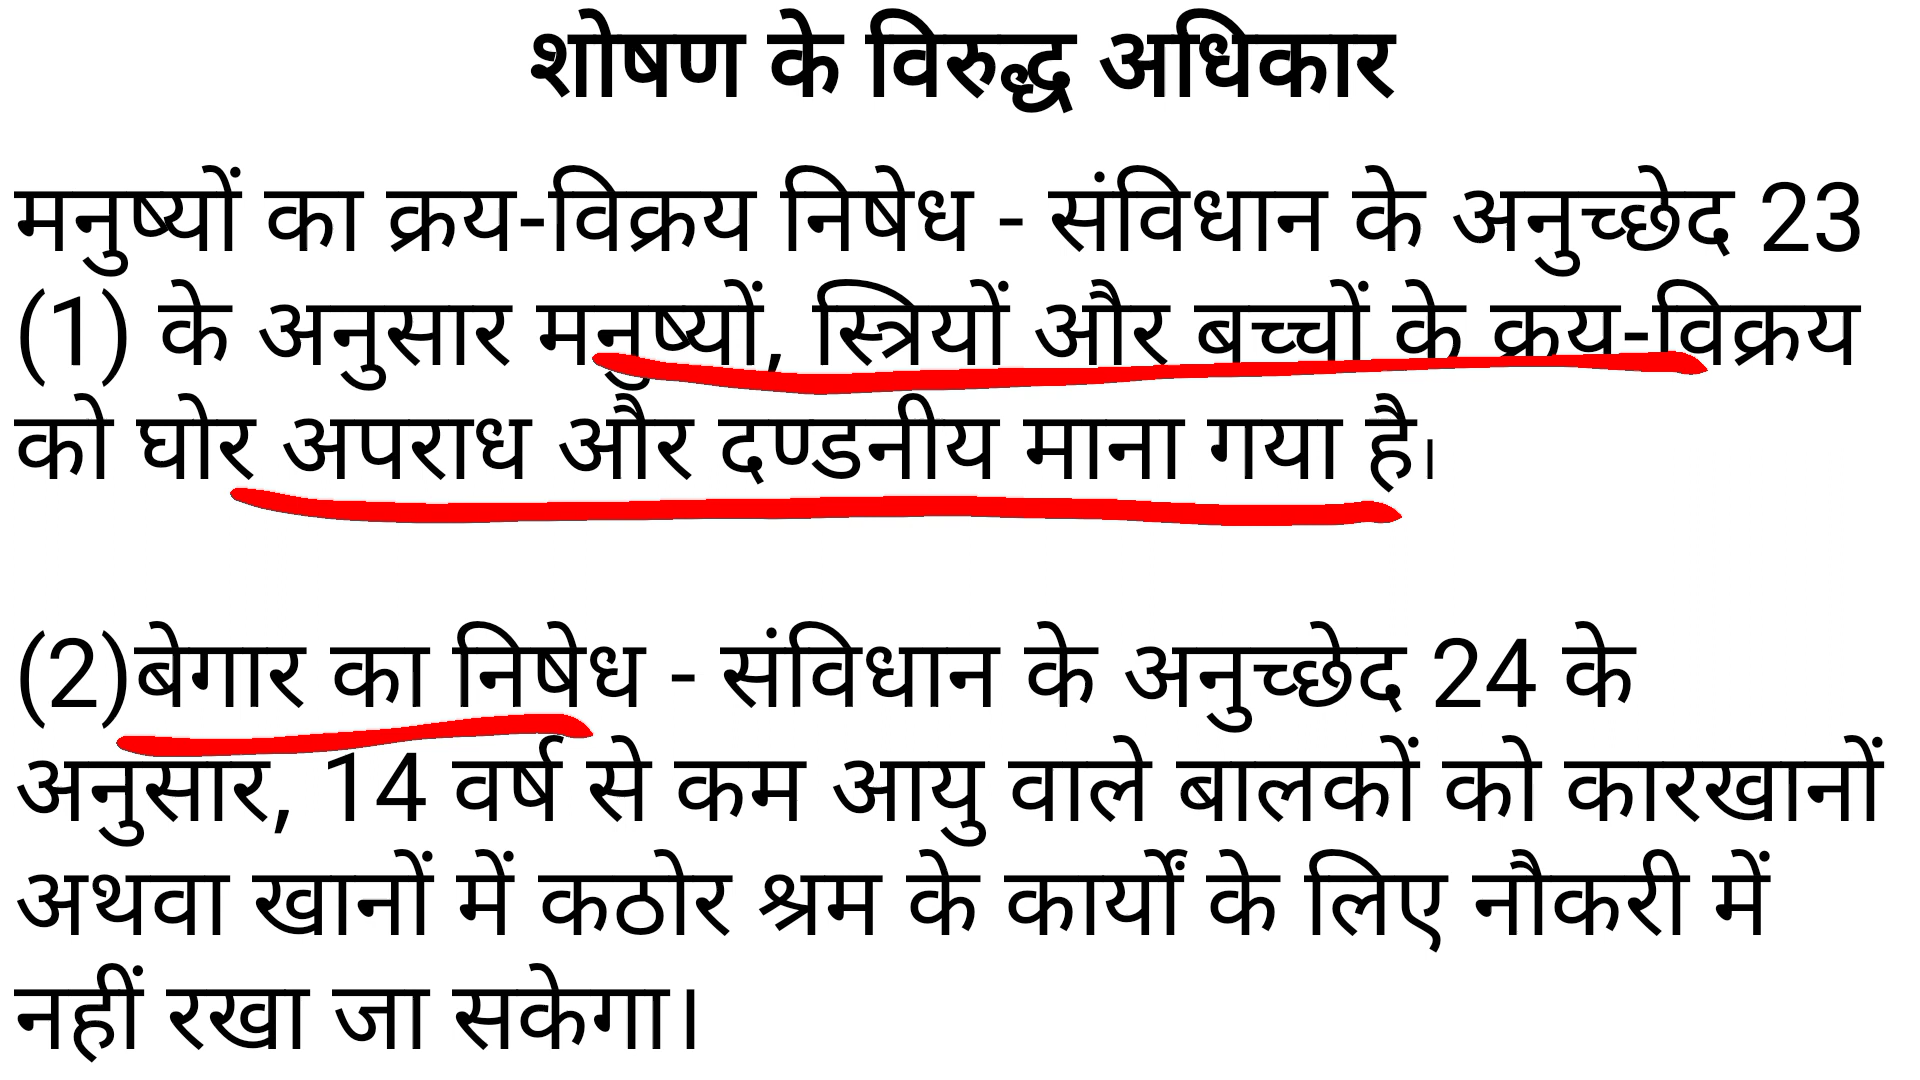 शोषण के विरुद्ध अधिकार
मनुष्यों का क्रय-विक्रय निषेध - संविधान के अनुच्छेद 23
(1) के अनुसार मनुष्यों, स्त्रियों और बच्चों के क्रय-विक्रय
को घोर अपराध और दण्डनीय माना गया है।
(2)बेगार का निषेध - संविधान के अनुच्छेद 24 के
अनुसार, 14 वर्ष से कम आयु वाले बालकों को कारखानों
अथवा खानों में कठोर श्रम के कार्यों के लिए नौकरी में
नहीं रखा जा सकेगा।